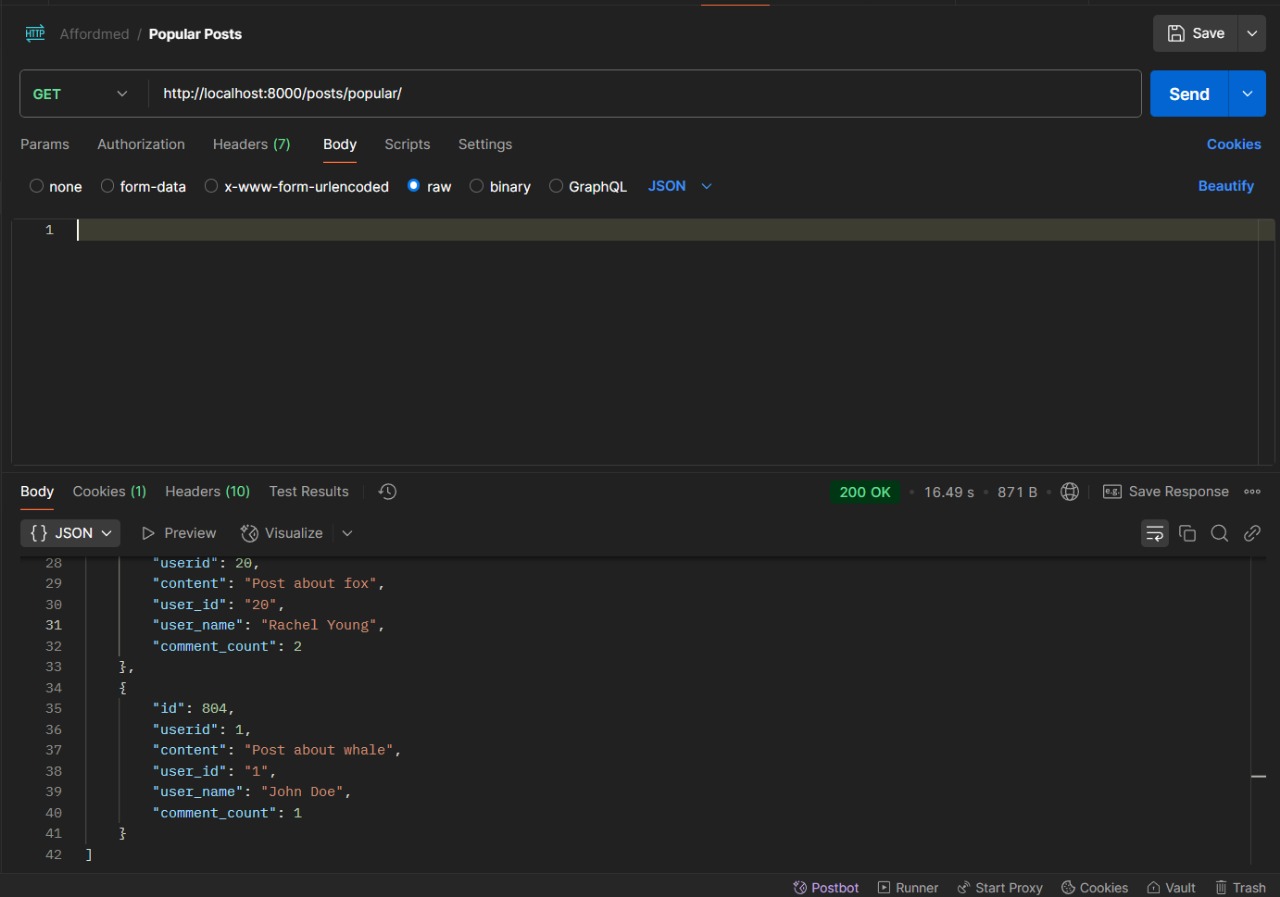 HTTP Affordmed / Popular Posts Save
GET http://localhost:8000/posts/popular/ Send
Params Authorization Headers (7) Body Scripts Settings Cookies
none form-data x-www-form-urlencoded raw binary GraphQL JSON Beautify
1
Body Cookies (1) Headers (10) Test Results 200 OK • 16.49 s • 871 B • e.g. Save Response
{} JSON Preview Visualize
28 "userid": 20,
29 "content": "Post about fox",
30 "user_id": "20",
31 "user_name": "Rachel Young",
32 "comment_count": 2
33 },
34 {
35 "id": 804,
36 "userid": 1,
37 "content": "Post about whale",
38 "user_id": "1",
39 "user_name": "John Doe",
40 "comment_count": 1
41 }
42 ]
Postbot Runner Start Proxy Cookies Vault Trash